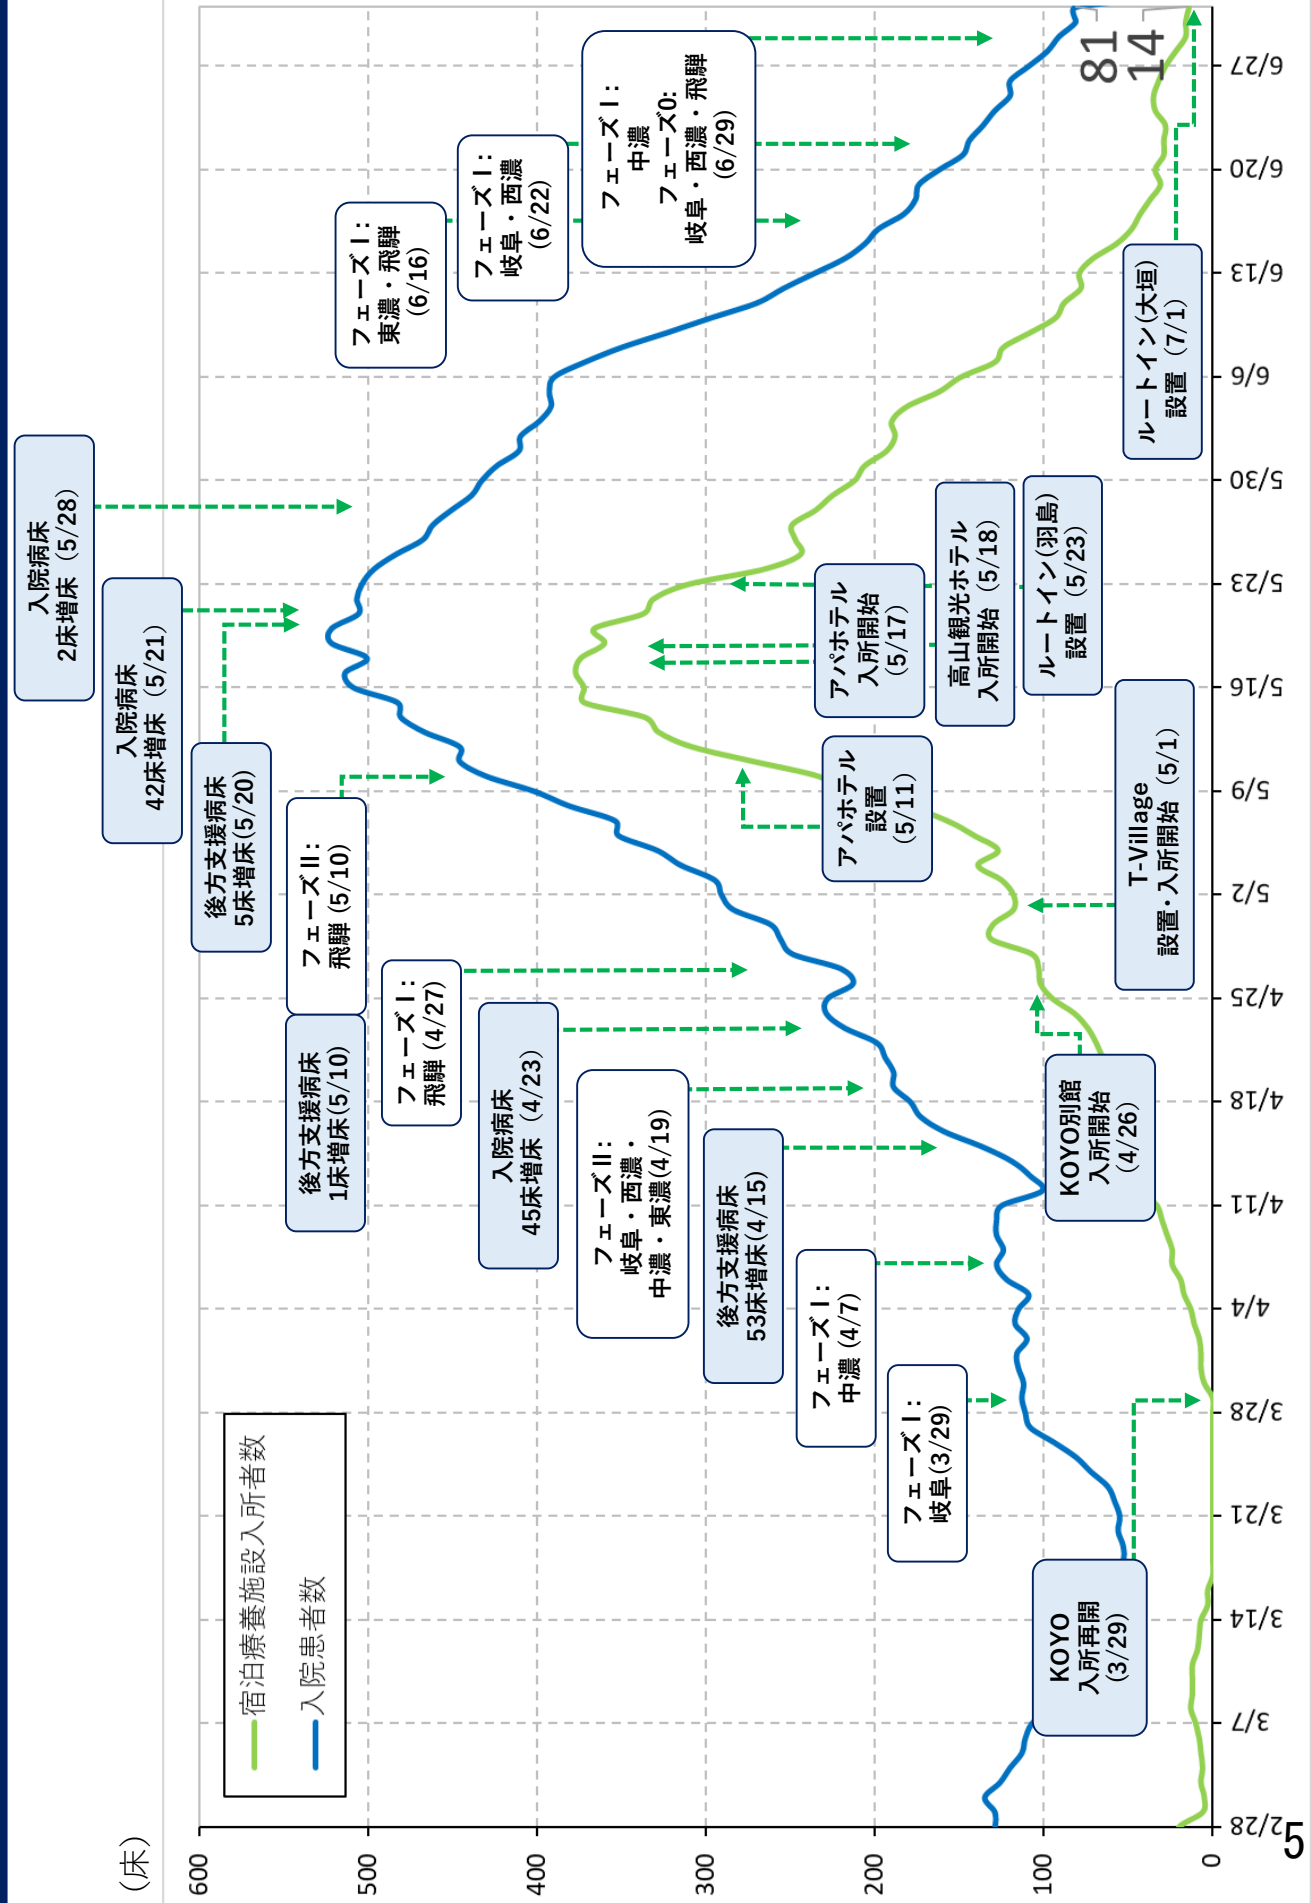 (床)
600
500
400
300
200
100
0
2/28
3/7
3/14
3/21
3/28
4/4
4/11
4/18
4/25
5/2
5/9
5/16
5/23
5/30
6/6
6/13
6/20
6/27
宿泊療養施設入所者数
入院患者数
KOYO
入所再開
(3/29)
フェーズⅠ:
岐阜(3/29)
フェーズⅠ:
中濃 (4/7)
後方支援病床
53床増床(4/15)
フェーズⅡ:
岐阜・西濃・
中濃・東濃(4/19)
入院病床
45床増床（4/23)
KOYO別館
入所開始
(4/26)
フェーズⅠ:
飛騨 (4/27)
T-Village
設置・入所開始（5/1)
後方支援病床
1床増床(5/10)
フェーズⅡ:
飛騨 (5/10)
アパホテル
設置
(5/11)
アパホテル
入所開始
(5/17)
高山観光ホテル
入所開始（5/18)
後方支援病床
5床増床(5/20)
入院病床
42床増床（5/21)
ルートイン(羽島)
設置（5/23)
入院病床
2床増床（5/28)
フェーズⅠ:
東濃・飛騨
(6/16)
フェーズⅠ:
岐阜・西濃
(6/22)
フェーズⅠ:
中濃
フェーズ0:
岐阜・西濃・飛騨
(6/29)
ルートイン(大垣)
設置（7/1)
81
14
5